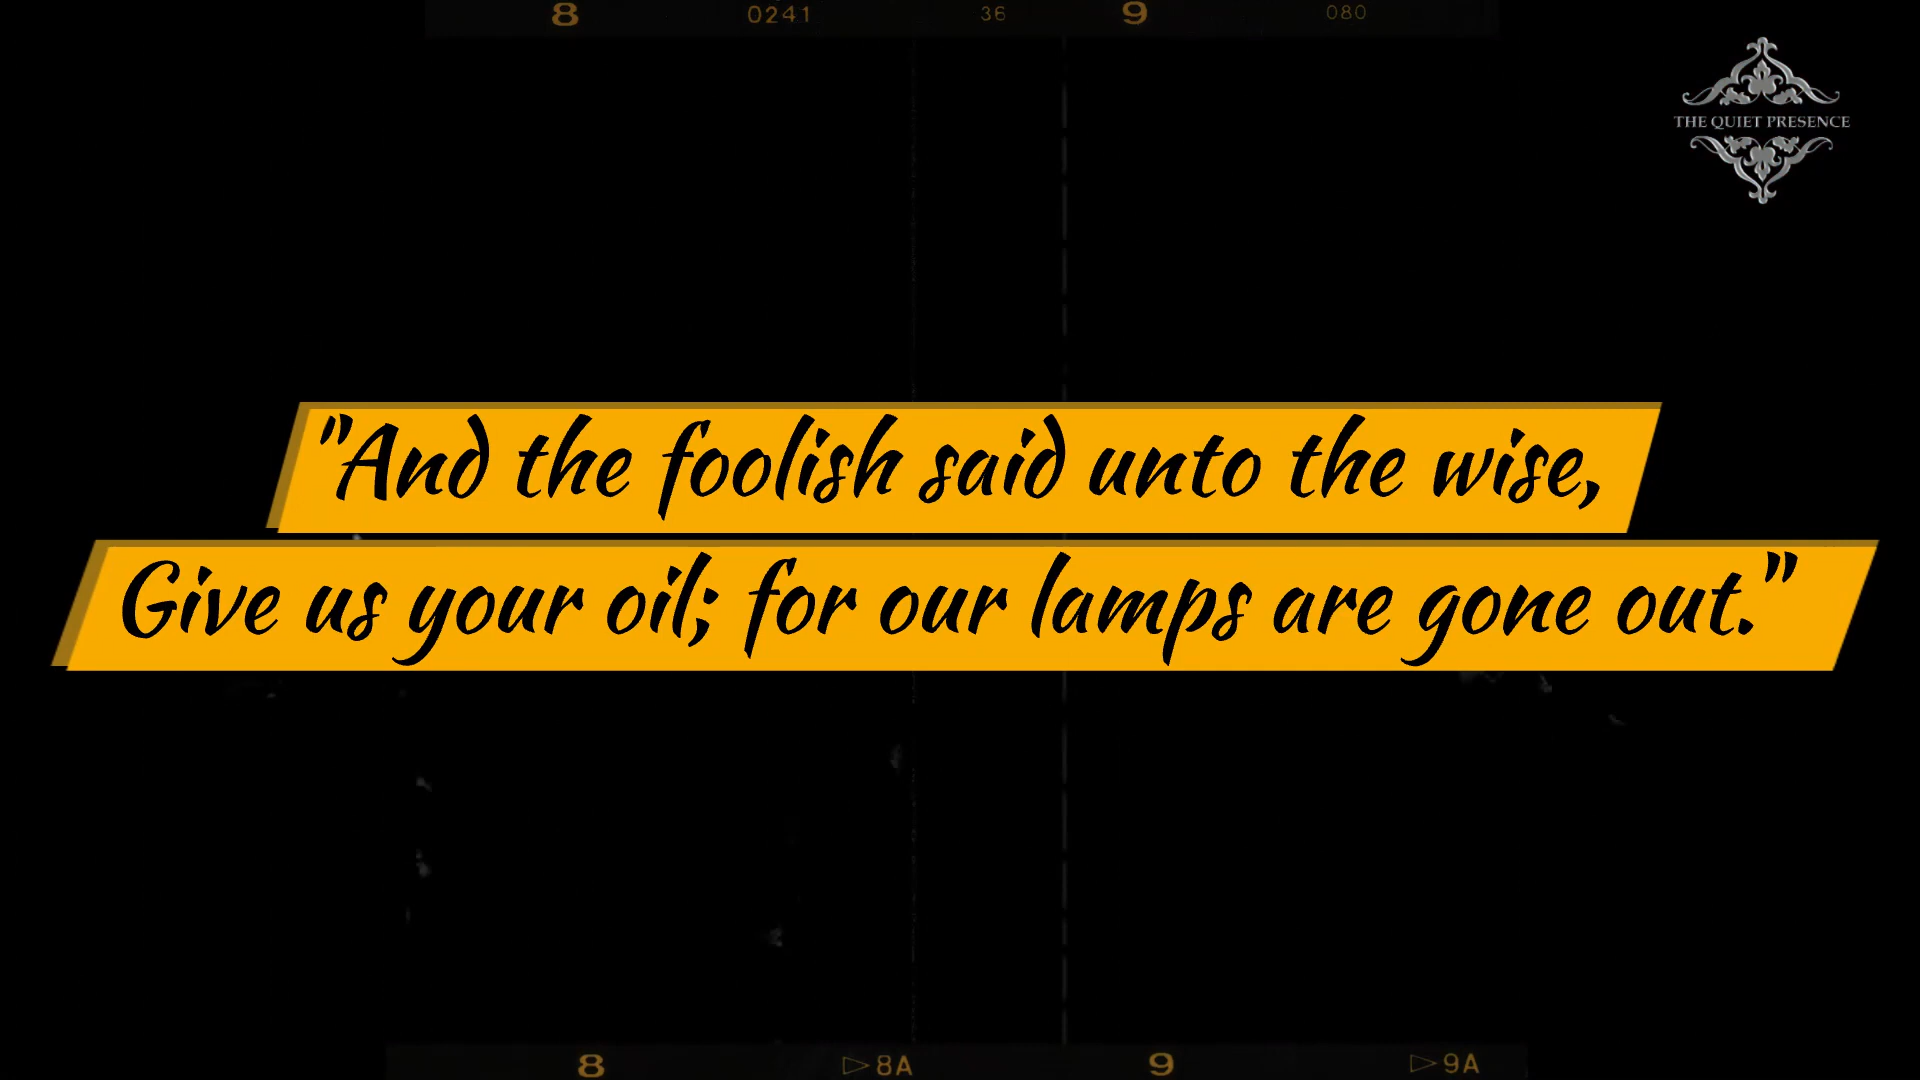 8 0241 36 9 080
THE QUIET PRESENCE
"And the foolish said unto the wise,
Give us your oil; for our lamps are gone out."
8 ▷8A 9 ▷9A